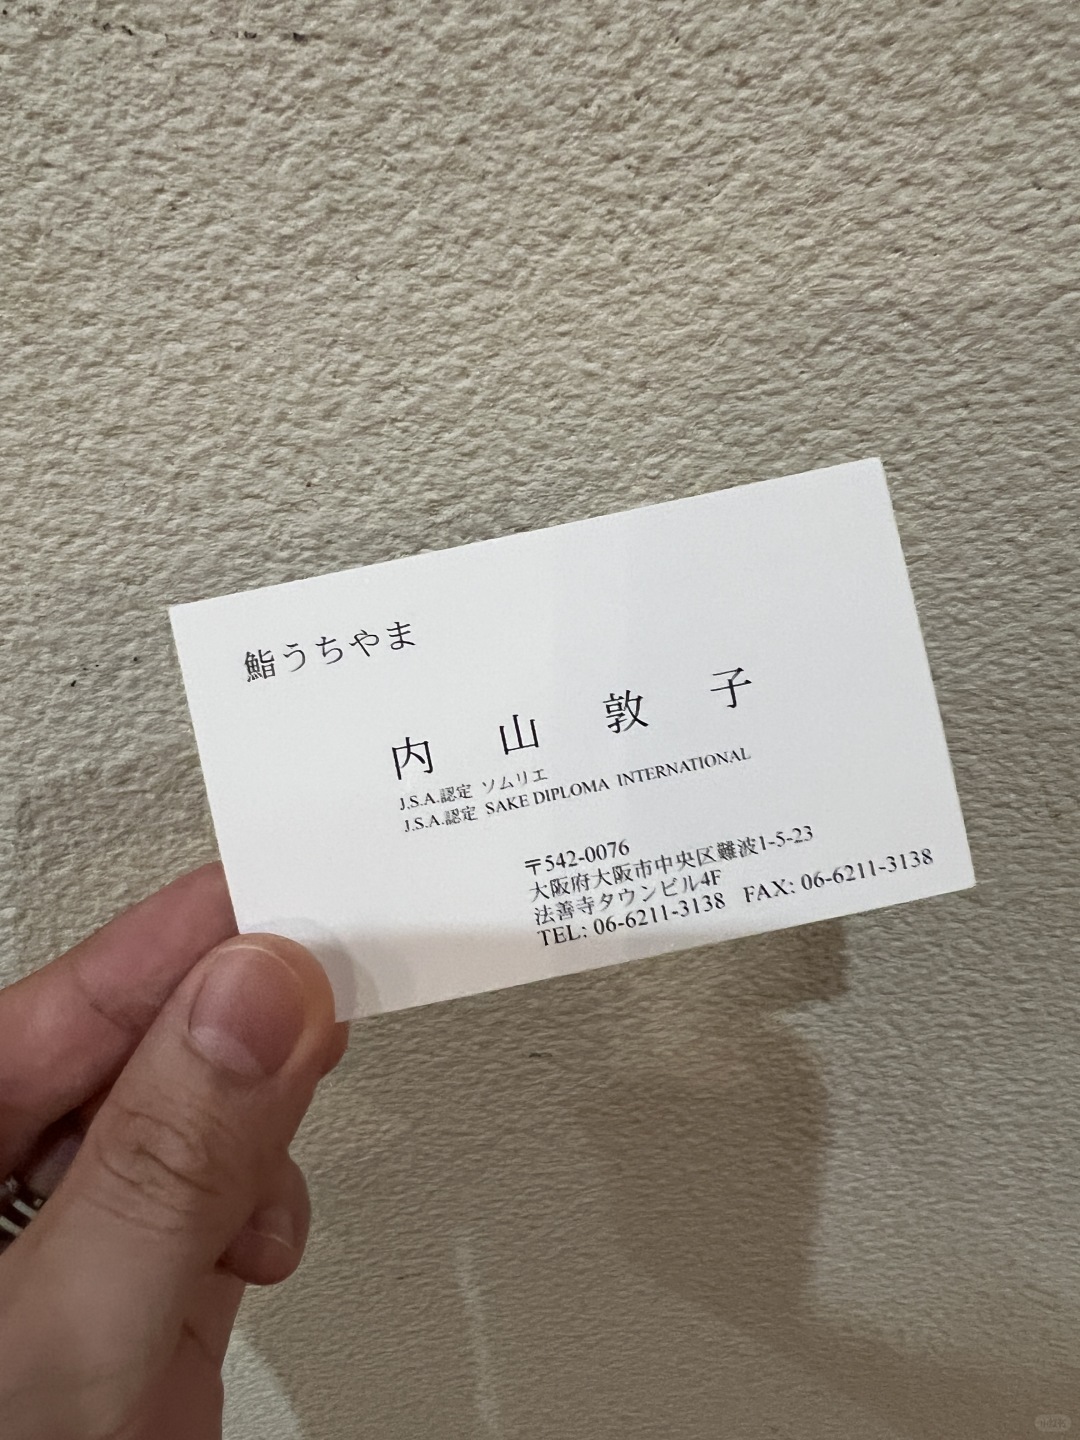 鮨うちやま
内山敦子
J.S.A.認定 ソムリエ
J.S.A.認定 SAKE DIPLOMA INTERNATIONAL
〒542-0076
大阪府大阪市中央区難波1-5-23
法善寺タウンビル4F
TEL: 06-6211-3138 FAX: 06-6211-3138